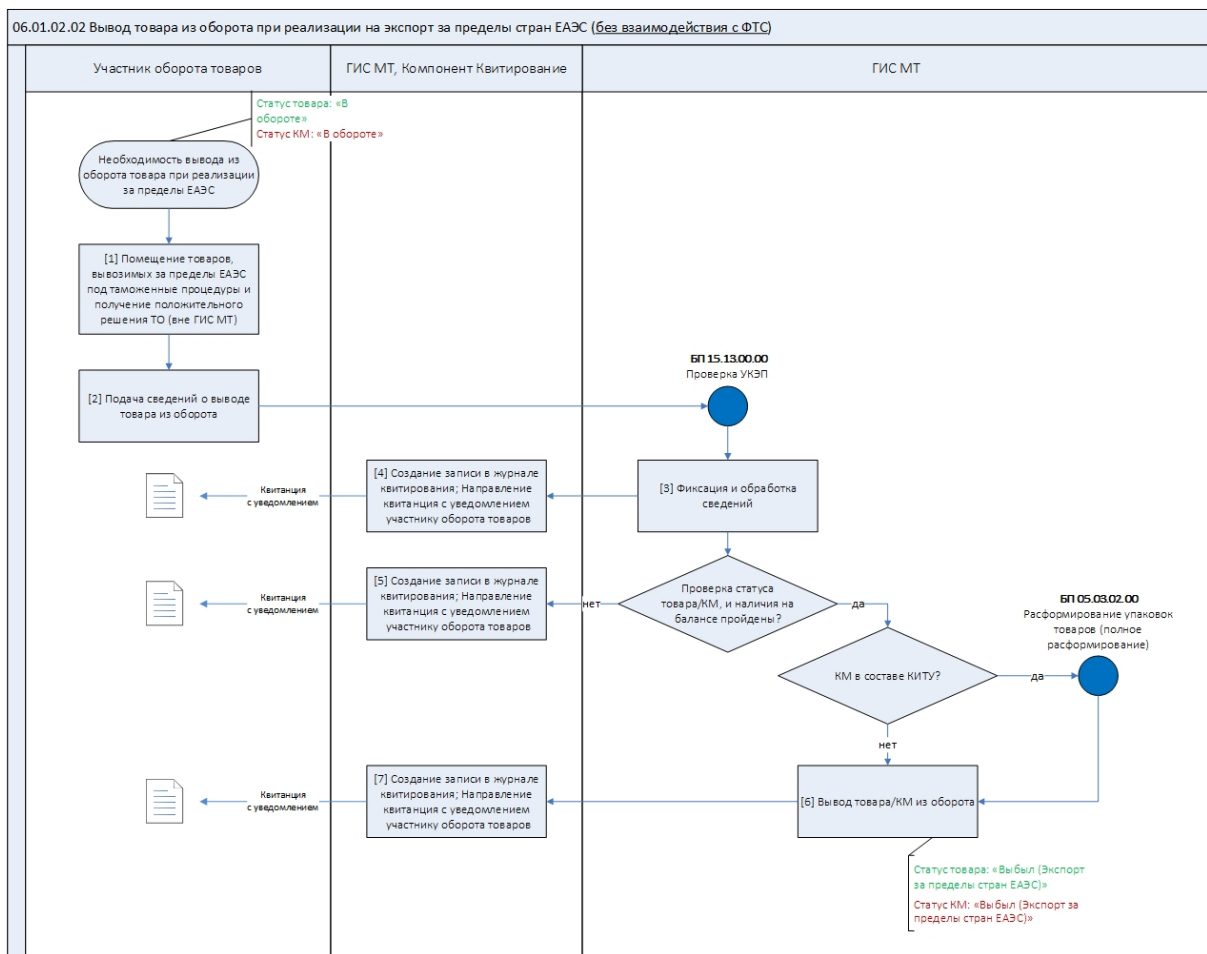 06.01.02.02 Вывод товара из оборота при реализации на экспорт за пределы стран ЕАЭС (без взаимодействия с ФТС)
Участник оборота товаров
ГИС МТ, Компонент Квитирование
ГИС МТ
Статус товара: «В
обороте»
Статус КМ: «В обороте»
Необходимость вывода из
оборота товара при реализации
за пределы ЕАЭС
[1] Помещение товаров,
вывозимых за пределы ЕАЭС
под таможенные процедуры и
получение положительного
решения ТО (вне ГИС МТ)
[2] Подача сведений о выводе
товара из оборота
БП 15.13.00.00
Проверка УКЭП
[3] Фиксация и обработка
сведений
[4] Создание записи в журнале
квитирования; Направление
квитанция с уведомлением
участнику оборота товаров
Квитанция
с уведомлением
Проверка статуса
товара/КМ, и наличия на
балансе пройдены?
нет
да
[5] Создание записи в журнале
квитирования; Направление
квитанция с уведомлением
участнику оборота товаров
Квитанция
с уведомлением
БП 05.03.02.00
Расформирование упаковок
товаров (полное
расформирование)
КМ в составе КИТУ?
да
нет
[6] Вывод товара/КМ из оборота
[7] Создание записи в журнале
квитирования; Направление
квитанция с уведомлением
участнику оборота товаров
Квитанция
с уведомлением
Статус товара: «Выбыл (Экспорт
за пределы стран ЕАЭС)»
Статус КМ: «Выбыл (Экспорт за
пределы стран ЕАЭС)»